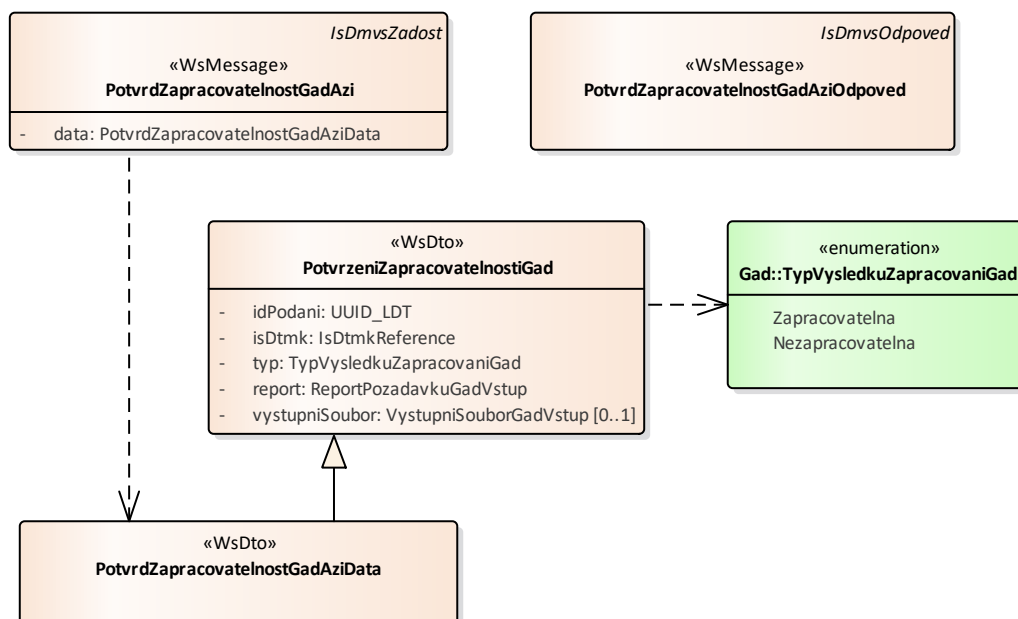 IsDmvsZadost
«WsMessage»
PotvrdZapracovatelnostGadAzi
- data: PotvrdZapracovatelnostGadAziData
IsDmvsOdpoved
«WsMessage»
PotvrdZapracovatelnostGadAziOdpoved
«WsDto»
PotvrzeniZapracovatelnostiGad
- idPodani: UUID_LDT
- isDtmk: IsDtmkReference
- typ: TypVysledkuZapracovaniGad
- report: ReportPozadavkuGadVstup
- vystupniSoubor: VystupniSouborGadVstup [0..1]
«enumeration»
Gad::TypVysledkuZapracovaniGad
Zapracovatelna
Nezapracovatelna
«WsDto»
PotvrdZapracovatelnostGadAziData